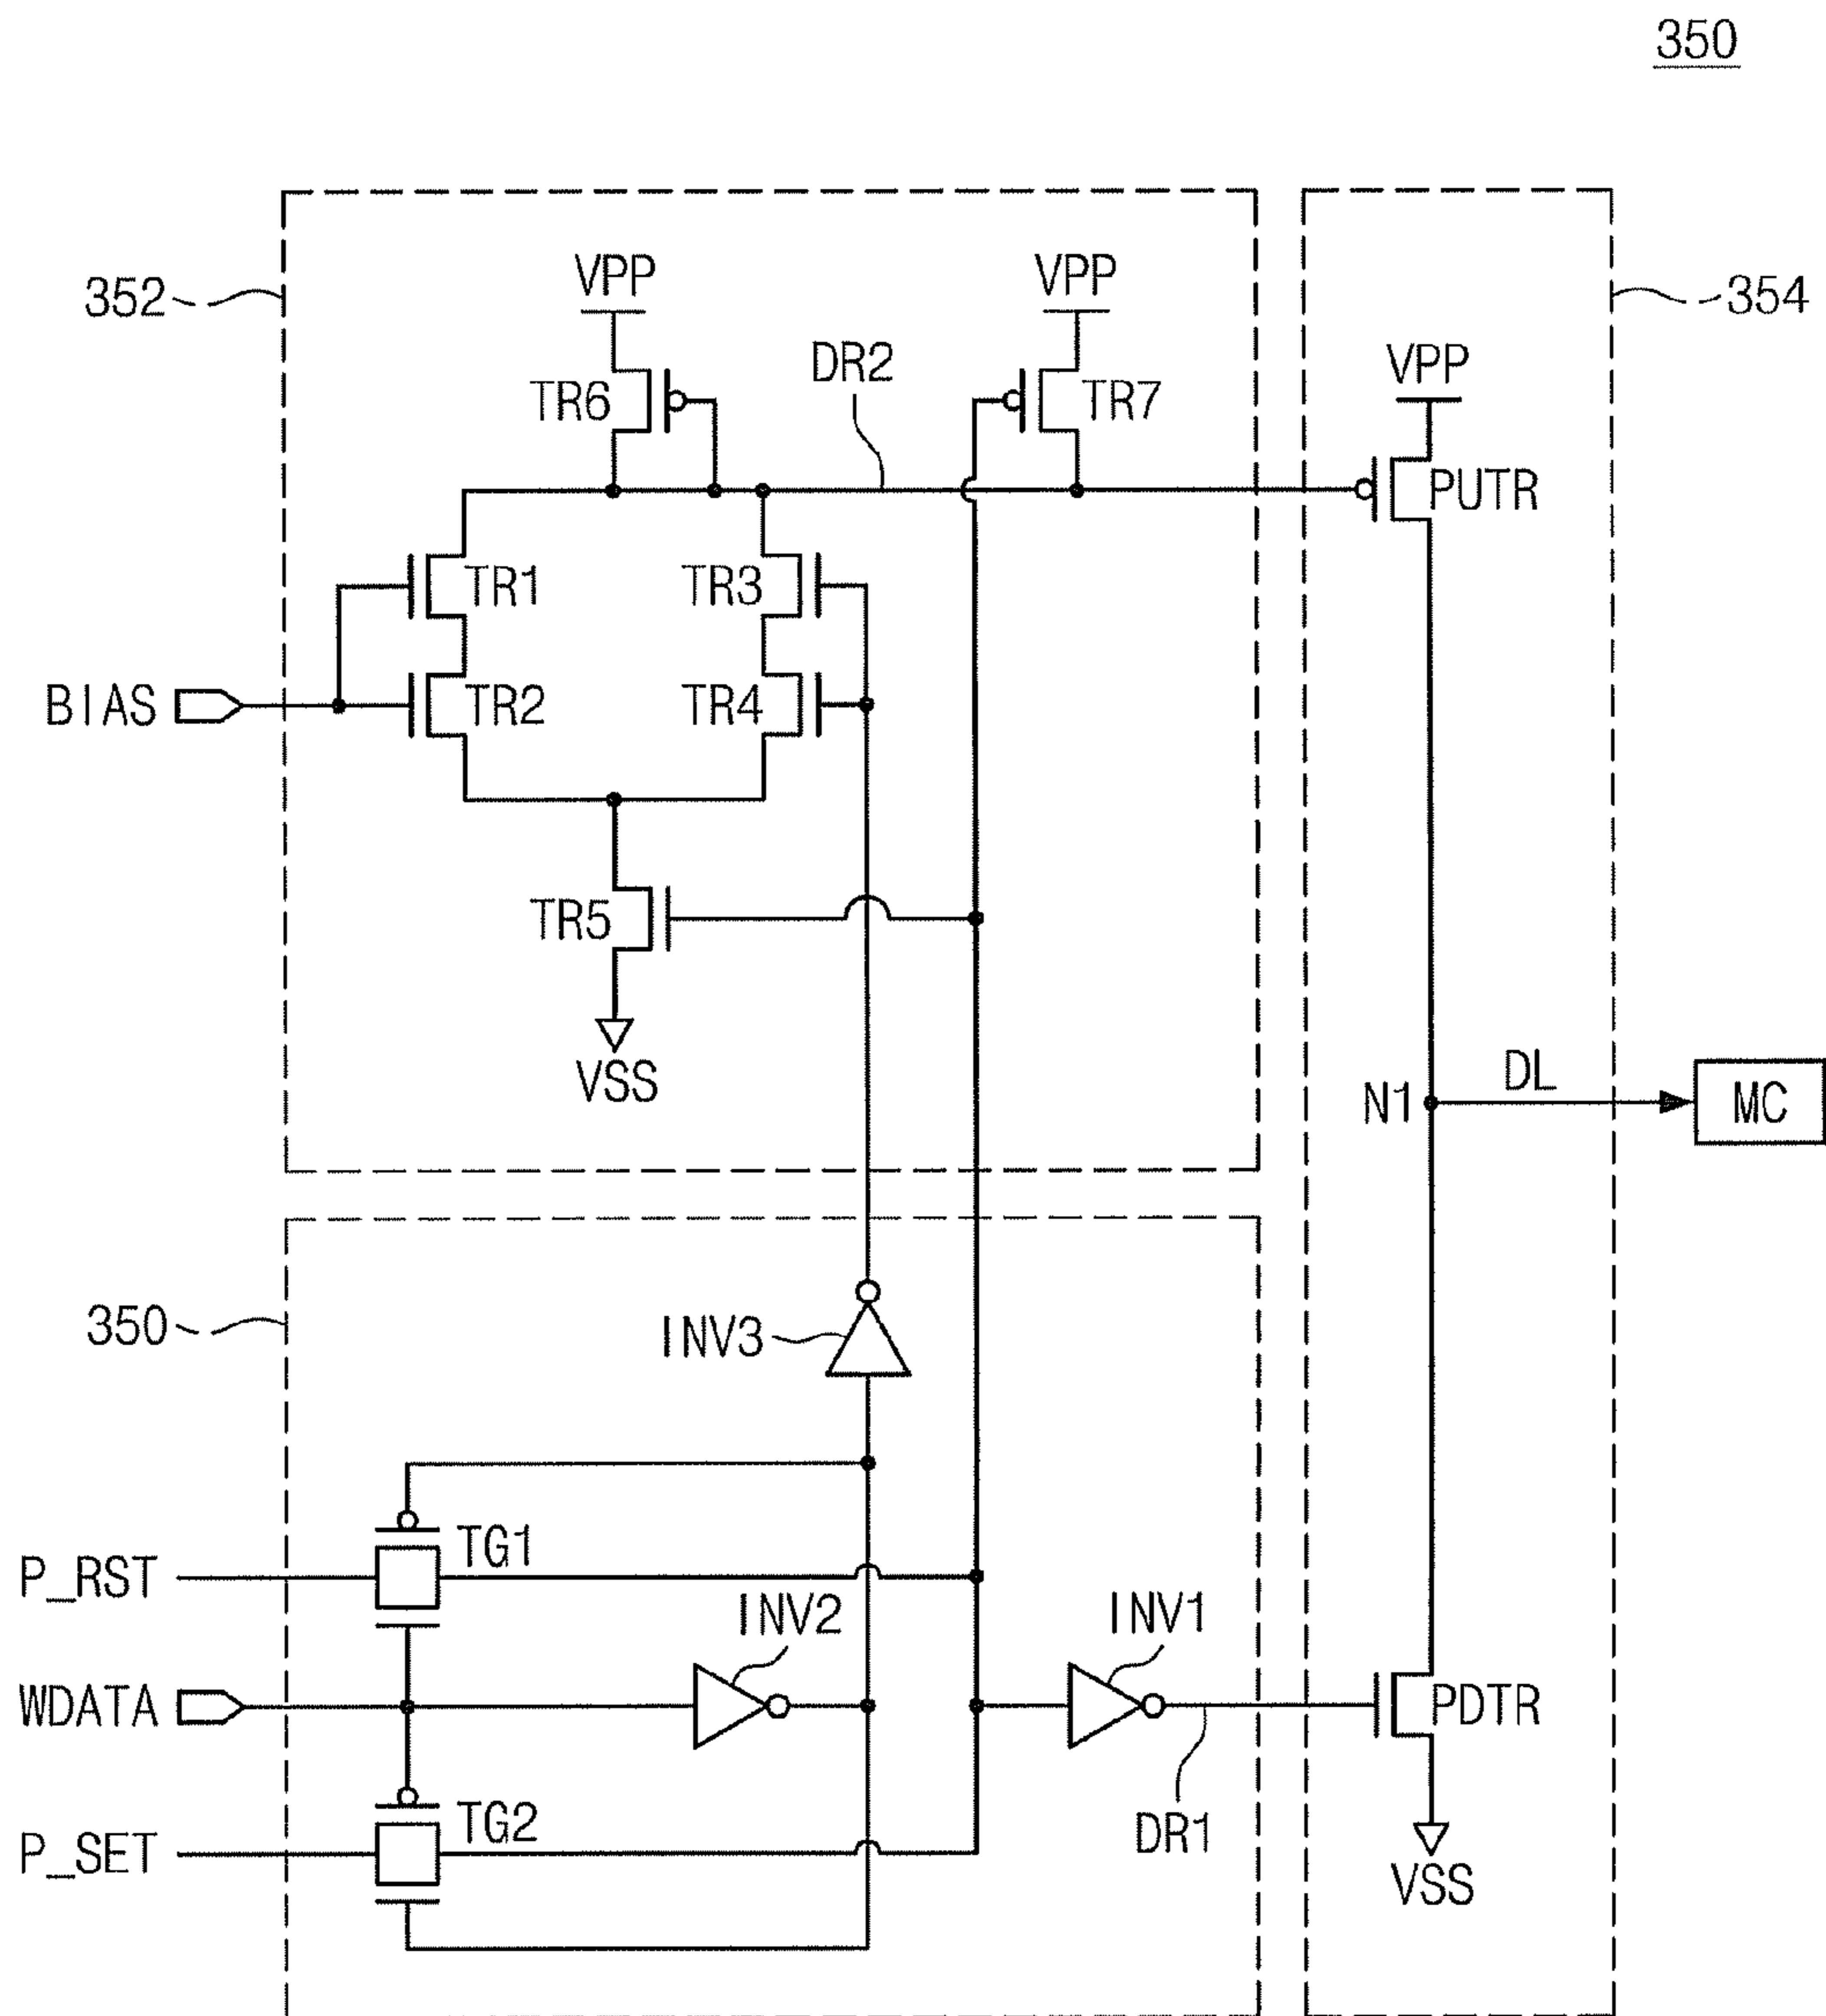 350
352
VPP
VPP
354
DR2
VPP
TR6
TR7
PUTR
TR1
TR3
BIAS
TR2
TR4
TR5
VSS
DL
N1
MC
350
INV3
TG1
P_RST
INV2
INV1
WDATA
PDTR
TG2
P_SET
DR1
VSS